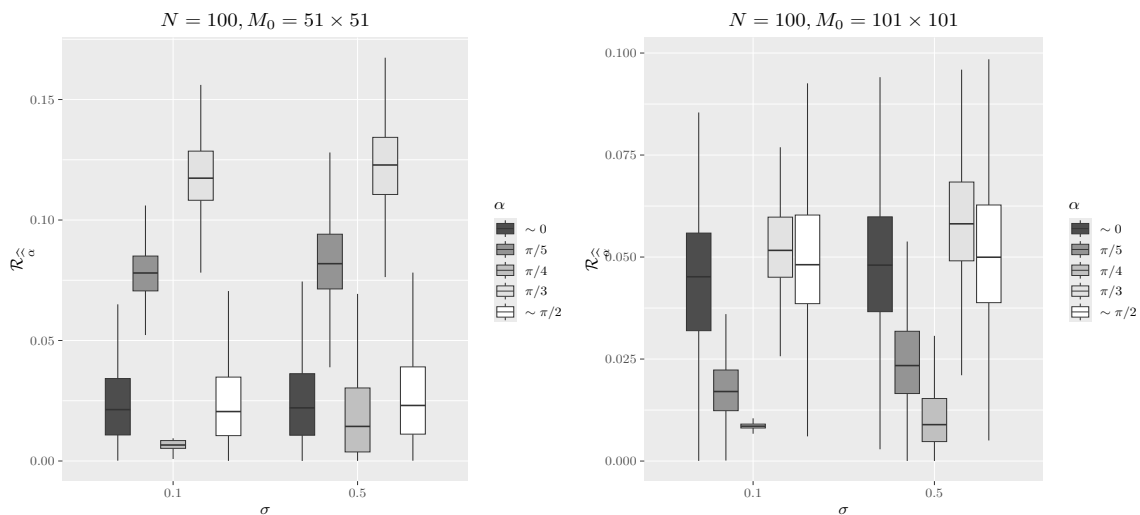 N = 100, M₀ = 51 × 51
0.15
0.10
0.05
0.00
ℛ_α̂
0.1
0.5
σ
α
∼ 0
π/5
π/4
π/3
∼ π/2
N = 100, M₀ = 101 × 101
0.100
0.075
0.050
0.025
0.000
ℛ_α̂
0.1
0.5
σ
α
∼ 0
π/5
π/4
π/3
∼ π/2